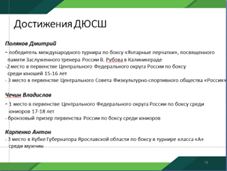 Достижения ДЮСШ
Поляков Дмитрий
- победитель международного турнира по боксу «Янтарные перчатки», посвященного
памяти Заслуженного тренера России В. Рубова в Калининграде
-2 место в первенстве Центрального Федерального округа России по боксу
среди юношей 15-16 лет
- 3 место в первенстве Центрального Совета Физкультурно-спортивного общества «Россия»
Чечин Владислав
- 1 место в первенстве Центрального Федерального округа России по боксу среди
юниоров 17-18 лет
- бронзовый призер первенства России по боксу среди юниоров
Карпенко Антон
- 3 место в Кубке Губернатора Ярославской области по боксу в турнире класса «А»
среди мужчин